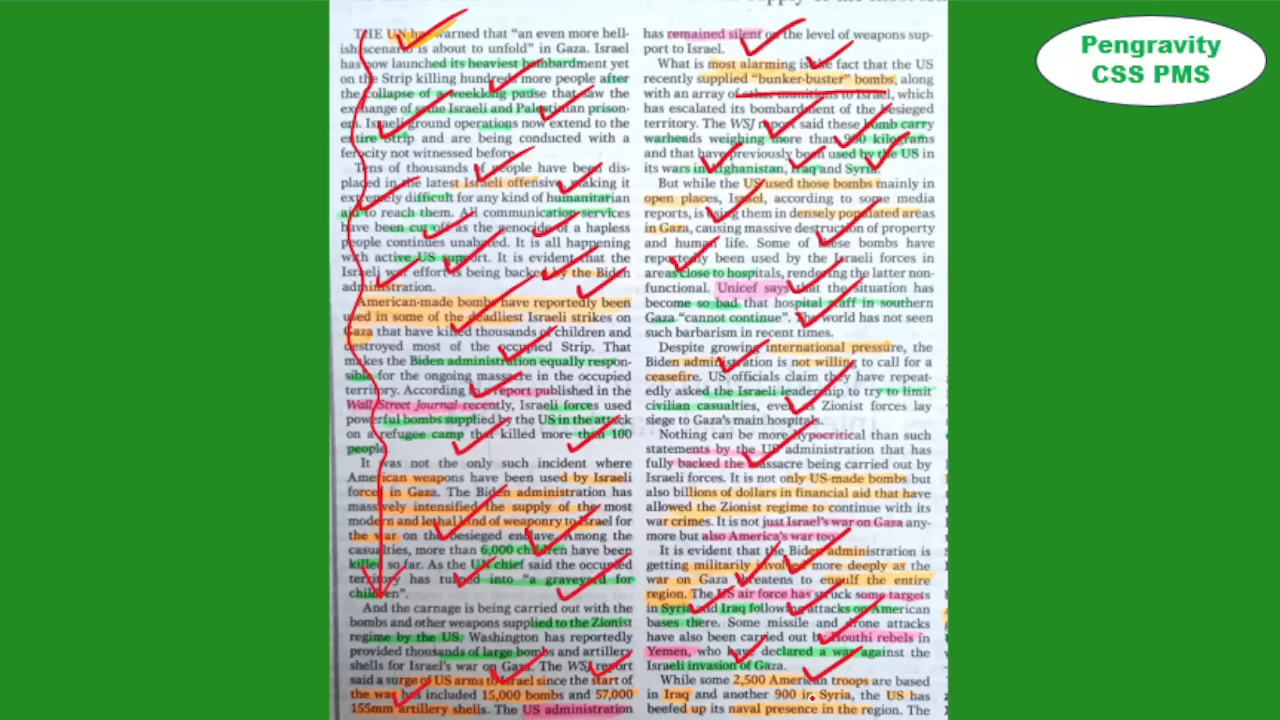 THE UN has warned that "an even more hell-
ish scenario is about to unfold" in Gaza. Israel
has now launched its heaviest bombardment yet
on the Strip killing hundreds more people after
the collapse of a weeklong pause that saw the
exchange of some Israeli and Palestinian prison-
ers. Israeli ground operations now extend to the
entire Strip and are being conducted with a
ferocity not witnessed before.
Tens of thousands of people have been dis-
placed in the latest Israeli offensive, making it
extremely difficult for any kind of humanitarian
aid to reach them. All communication services
have been cut off as the genocide of a hapless
people continues unabated. It is all happening
with active US support. It is evident that the
Israeli war effort is being backed by the Biden
administration.
American-made bombs have reportedly been
used in some of the deadliest Israeli strikes on
Gaza that have killed thousands of children and
destroyed most of the occupied Strip. That
makes the Biden administration equally respon-
sible for the ongoing massacre in the occupied
territory. According to a report published in the
Wall Street Journal recently, Israeli forces used
powerful bombs supplied by the US in the attack
on a refugee camp that killed more than 100
people.
It was not the only such incident where
American weapons have been used by Israeli
forces in Gaza. The Biden administration has
massively intensified the supply of the most
modern and lethal kind of weaponry to Israel for
the war on the besieged enclave. Among the
casualties, more than 6,000 children have been
killed so far. As the UN chief said the occupied
territory has turned into "a graveyard for
children".
And the carnage is being carried out with the
bombs and other weapons supplied to the Zionist
regime by the US. Washington has reportedly
provided thousands of large bombs and artillery
shells for Israel's war on Gaza. The WSJ report
said a surge of US arms to Israel since the start of
the war has included 15,000 bombs and 57,000
155mm artillery shells. The US administration
has remained silent on the level of weapons sup-
port to Israel.
What is most alarming is the fact that the US
recently supplied "bunker-buster" bombs, along
with an array of other munitions to Israel, which
has escalated its bombardment of the besieged
territory. The WSJ report said these bomb carry
warheads weighing more than 900 kilograms
and that have previously been used by the US in
its wars in Afghanistan, Iraq and Syria.
But while the US used those bombs mainly in
open places, Israel, according to some media
reports, is using them in densely populated areas
in Gaza, causing massive destruction of property
and human life. Some of these bombs have
reportedly been used by the Israeli forces in
areas close to hospitals, rendering the latter non-
functional. Unicef says that the situation has
become so bad that hospital staff in southern
Gaza "cannot continue". The world has not seen
such barbarism in recent times.
Despite growing international pressure, the
Biden administration is not willing to call for a
ceasefire. US officials claim they have repeat-
edly asked the Israeli leadership to try to limit
civilian casualties, even as Zionist forces lay
siege to Gaza's main hospitals.
Nothing can be more hypocritical than such
statements by the US administration that has
fully backed the massacre being carried out by
Israeli forces. It is not only US-made bombs but
also billions of dollars in financial aid that have
allowed the Zionist regime to continue with its
war crimes. It is not just Israel's war on Gaza any-
more but also America's war too.
It is evident that the Biden administration is
getting militarily involved more deeply as the
war on Gaza threatens to engulf the entire
region. The US air force has struck some targets
in Syria and Iraq following attacks on American
bases there. Some missile and drone attacks
have also been carried out by Houthi rebels in
Yemen, who have declared a war against the
Israeli invasion of Gaza.
While some 2,500 American troops are based
in Iraq and another 900 in Syria, the US has
beefed up its naval presence in the region. The
Pengravity
CSS PMS